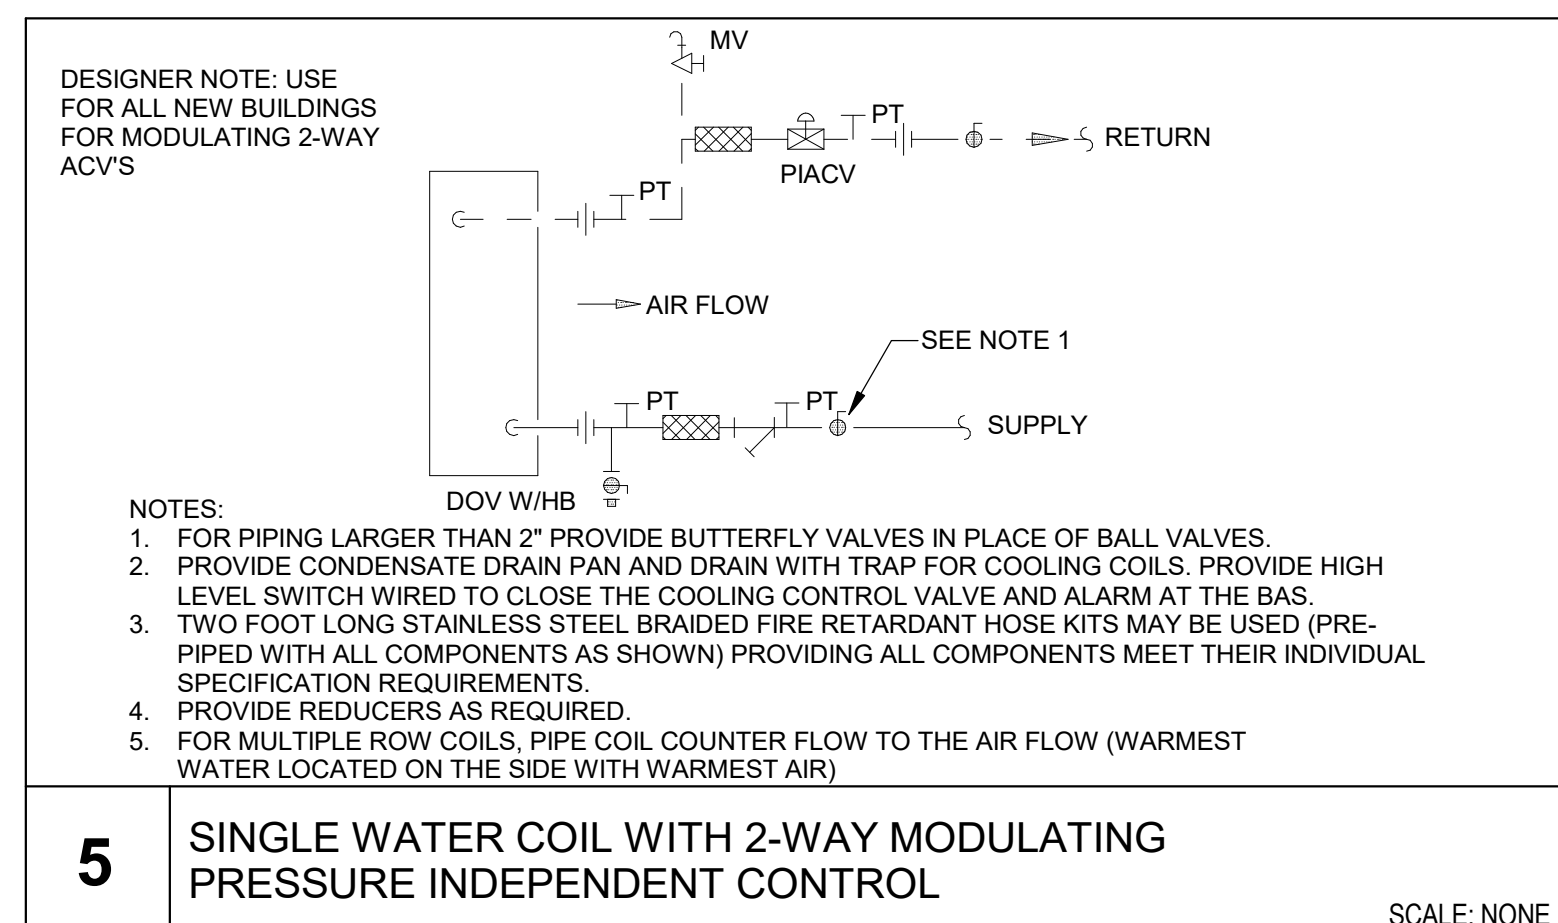 MV
DESIGNER NOTE: USE
FOR ALL NEW BUILDINGS
FOR MODULATING 2-WAY
ACV'S
PT
RETURN
PIACV
PT
AIR FLOW
SEE NOTE 1
PT
PT
SUPPLY
DOV W/HB
NOTES:
1. FOR PIPING LARGER THAN 2" PROVIDE BUTTERFLY VALVES IN PLACE OF BALL VALVES.
2. PROVIDE CONDENSATE DRAIN PAN AND DRAIN WITH TRAP FOR COOLING COILS. PROVIDE HIGH
LEVEL SWITCH WIRED TO CLOSE THE COOLING CONTROL VALVE AND ALARM AT THE BAS.
3. TWO FOOT LONG STAINLESS STEEL BRAIDED FIRE RETARDANT HOSE KITS MAY BE USED (PRE-
PIPED WITH ALL COMPONENTS AS SHOWN) PROVIDING ALL COMPONENTS MEET THEIR INDIVIDUAL
SPECIFICATION REQUIREMENTS.
4. PROVIDE REDUCERS AS REQUIRED.
5. FOR MULTIPLE ROW COILS, PIPE COIL COUNTER FLOW TO THE AIR FLOW (WARMEST
WATER LOCATED ON THE SIDE WITH WARMEST AIR)
5
SINGLE WATER COIL WITH 2-WAY MODULATING
PRESSURE INDEPENDENT CONTROL
SCALE: NONE